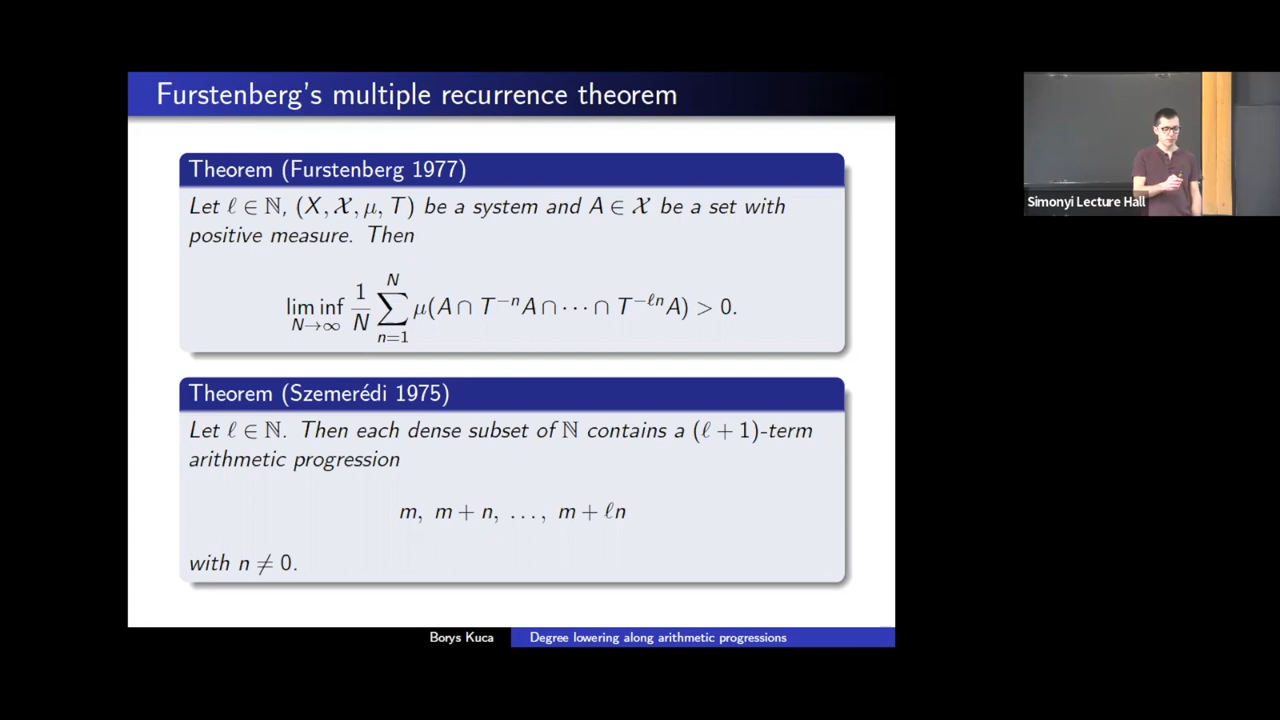 Furstenberg's multiple recurrence theorem
Theorem (Furstenberg 1977)
Let ℓ ∈ ℕ, (X, 𝒳, μ, T) be a system and A ∈ 𝒳 be a set with
positive measure. Then
lim inf_{N→∞} 1/N ∑_{n=1}^{N} μ(A ∩ T^{−n}A ∩ ⋯ ∩ T^{−ℓn}A) > 0.
Theorem (Szemerédi 1975)
Let ℓ ∈ ℕ. Then each dense subset of ℕ contains a (ℓ + 1)-term
arithmetic progression
m, m + n, …, m + ℓn
with n ≠ 0.
Borys Kuca
Degree lowering along arithmetic progressions
Simonyi Lecture Hall